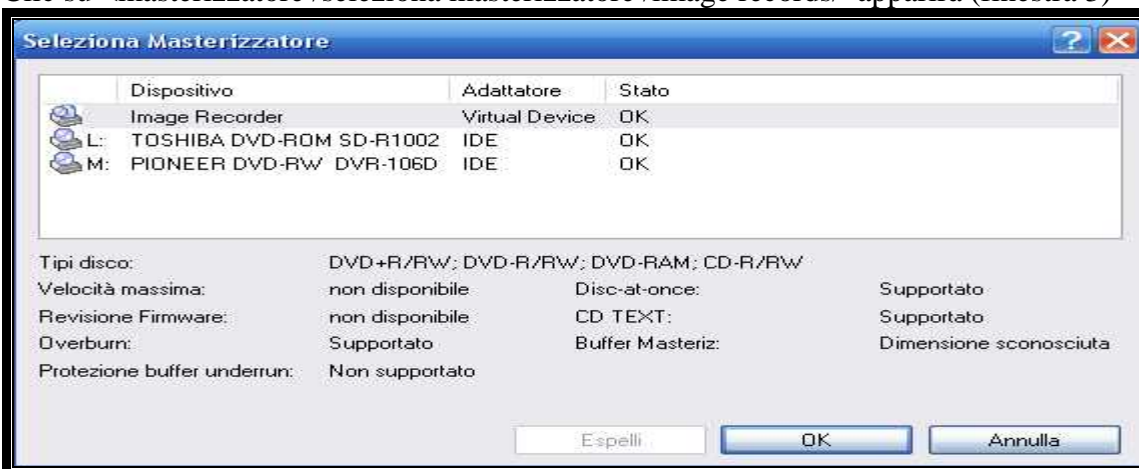 Seleziona Masterizzatore
Dispositivo Adattatore Stato
Image Recorder Virtual Device OK
L: TOSHIBA DVD-ROM SD-R1002 IDE OK
M: PIONEER DVD-RW DVR-106D IDE OK
Tipi disco: DVD+R/RW; DVD-R/RW; DVD-RAM; CD-R/RW
Velocità massima: non disponibile Disc-at-once: Supportato
Revisione Firmware: non disponibile CD TEXT: Supportato
Overburn: Supportato Buffer Masteriz: Dimensione sconosciuta
Protezione buffer underrun: Non supportato
Espelli OK Annulla